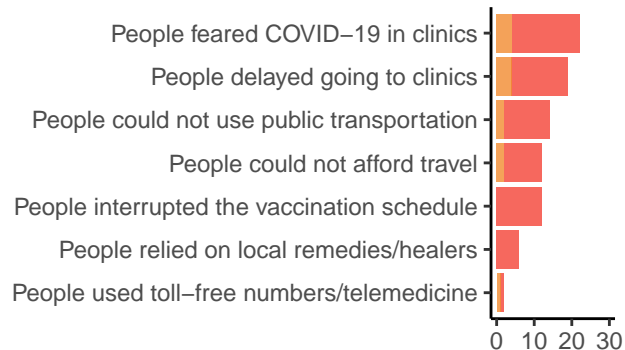 People feared COVID−19 in clinics
People delayed going to clinics
People could not use public transportation
People could not afford travel
People interrupted the vaccination schedule
People relied on local remedies/healers
People used toll−free numbers/telemedicine
0 10 20 30